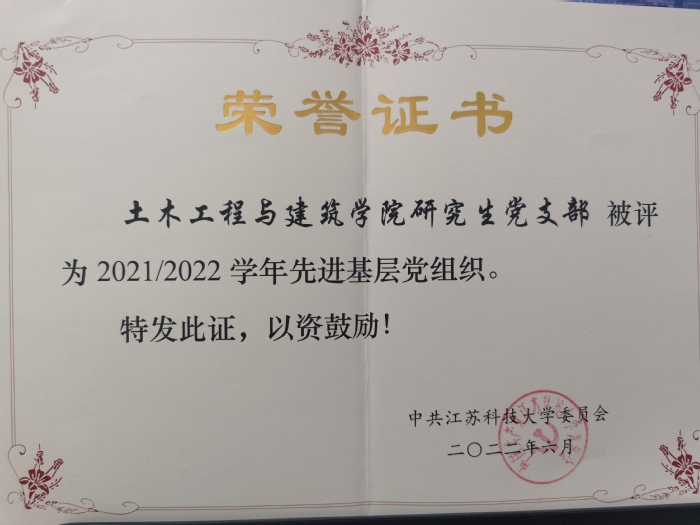 荣誉证书
土木工程与建筑学院研究生党支部 被评
为 2021/2022 学年先进基层党组织。
特发此证，以资鼓励！
中共江苏科技大学委员会
二〇二二年六月